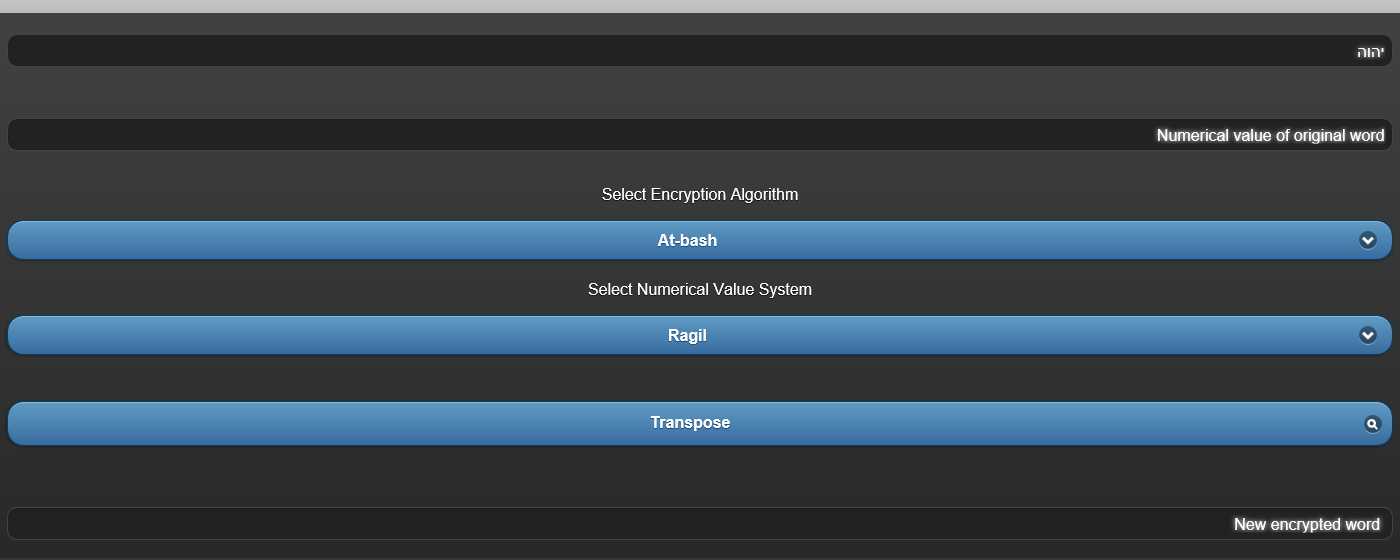 יהוה
Numerical value of original word
Select Encryption Algorithm
At-bash
Select Numerical Value System
Ragil
Transpose
New encrypted word